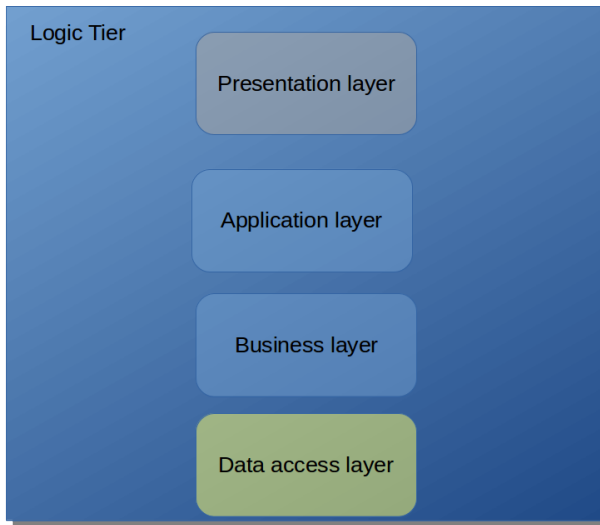 Logic Tier
Presentation layer
Application layer
Business layer
Data access layer